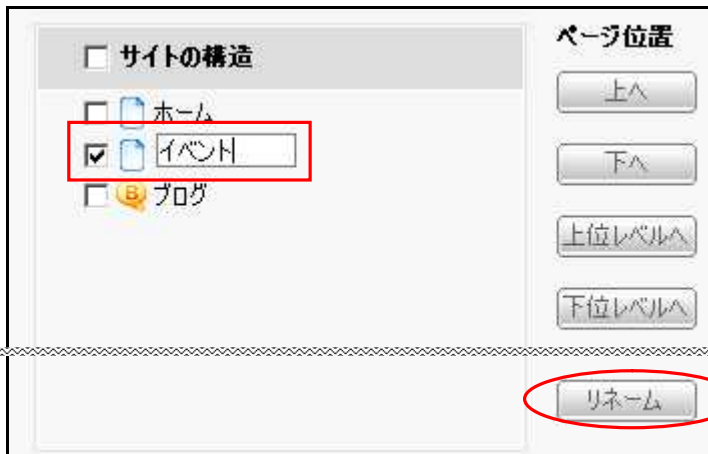 サイトの構造
ホーム
イベント
ブログ
ページ位置
上へ
下へ
上位レベルへ
下位レベルへ
リネーム